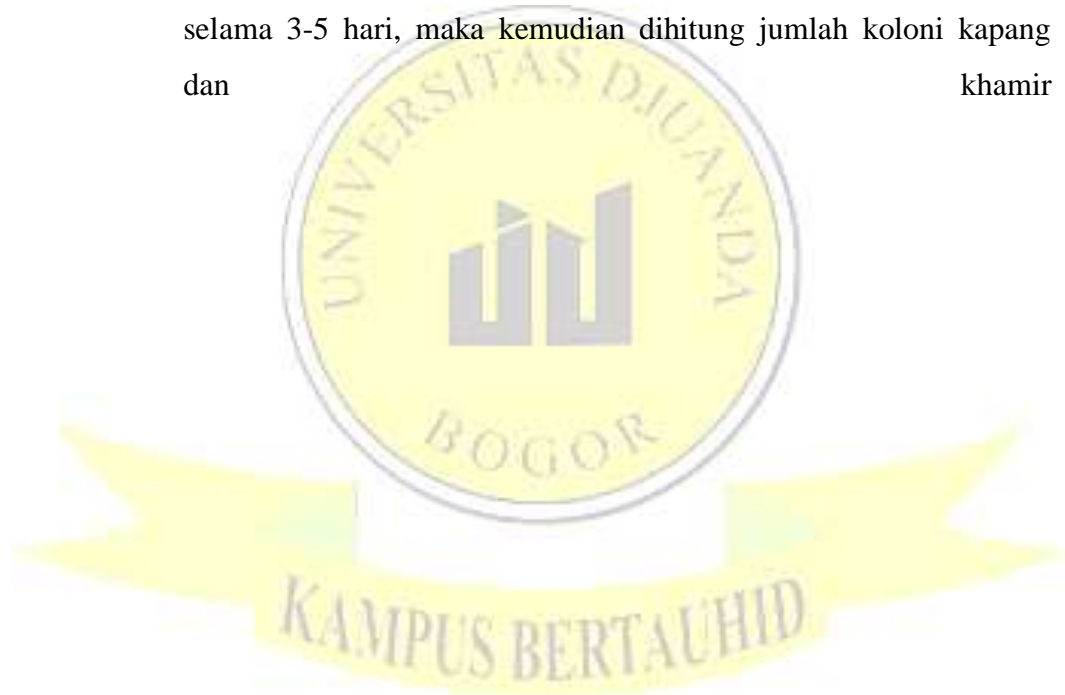 selama 3-5 hari, maka kemudian dihitung jumlah koloni kapang
dan khamir
UNIVERSITAS DJUANDA
BOGOR
KAMPUS BERTAUHID